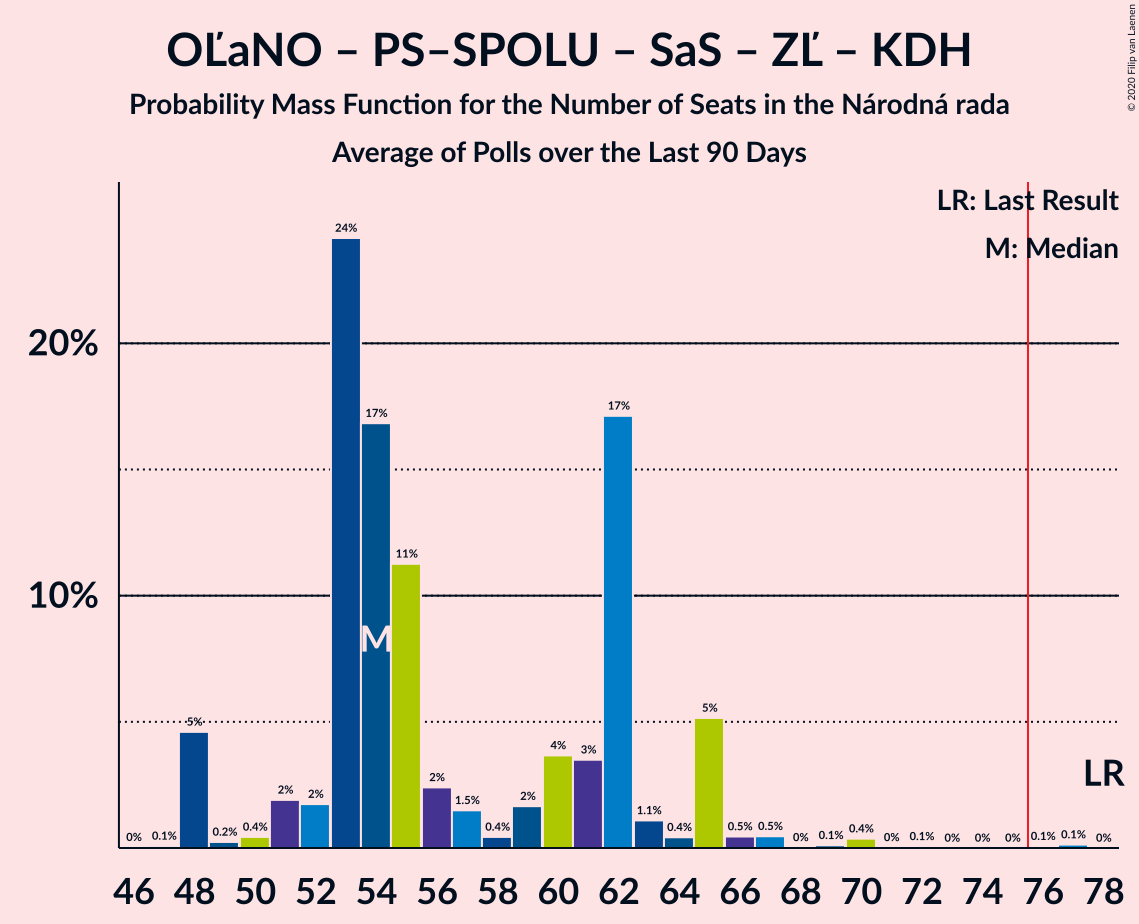 OĽaNO – PS–SPOLU – SaS – ZĽ – KDH
Probability Mass Function for the Number of Seats in the Národná rada
Average of Polls over the Last 90 Days
© 2020 Filip van Laenen
LR: Last Result
M: Median
20%
10%
0% 0.1% 5% 0.2% 0.4% 2% 2% 24% 17% 11% 2% 1.5% 0.4% 2% 4% 3% 17% 1.1% 0.4% 5% 0.5% 0.5% 0% 0.1% 0.4% 0% 0.1% 0% 0% 0% 0.1% 0.1% 0%
M
LR
46 48 50 52 54 56 58 60 62 64 66 68 70 72 74 76 78